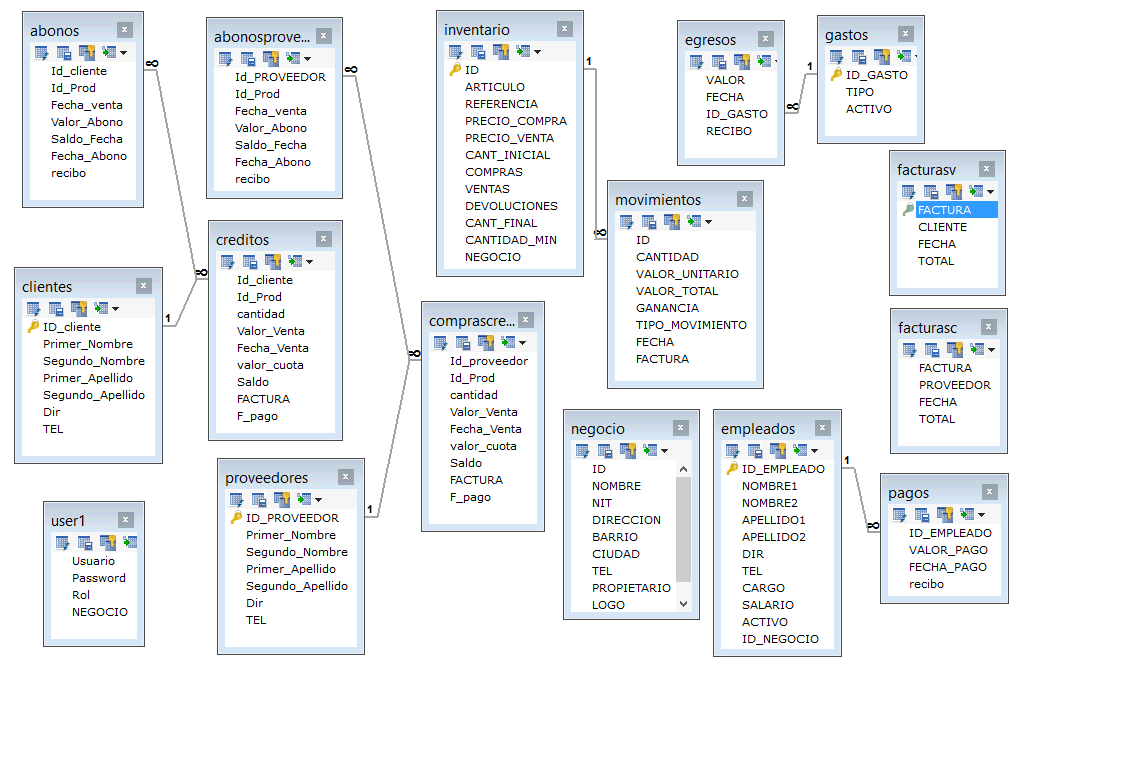 abonos
Id_cliente
Id_Prod
Fecha_venta
Valor_Abono
Saldo_Fecha
Fecha_Abono
recibo
abonosprove...
Id_PROVEEDOR
Id_Prod
Fecha_venta
Valor_Abono
Saldo_Fecha
Fecha_Abono
recibo
inventario
ID
ARTICULO
REFERENCIA
PRECIO_COMPRA
PRECIO_VENTA
CANT_INICIAL
COMPRAS
VENTAS
DEVOLUCIONES
CANT_FINAL
CANTIDAD_MIN
NEGOCIO
egresos
VALOR
FECHA
ID_GASTO
RECIBO
gastos
ID_GASTO
TIPO
ACTIVO
∞
∞
1
∞
1
∞
facturasv
FACTURA
CLIENTE
FECHA
TOTAL
movimientos
ID
CANTIDAD
VALOR_UNITARIO
VALOR_TOTAL
GANANCIA
TIPO_MOVIMIENTO
FECHA
FACTURA
creditos
Id_cliente
Id_Prod
cantidad
Valor_Venta
Fecha_Venta
valor_cuota
Saldo
FACTURA
F_pago
clientes
ID_cliente
Primer_Nombre
Segundo_Nombre
Primer_Apellido
Segundo_Apellido
Dir
TEL
∞
1
comprascre...
Id_proveedor
Id_Prod
cantidad
Valor_Venta
Fecha_Venta
valor_cuota
Saldo
FACTURA
F_pago
∞
1
facturasc
FACTURA
PROVEEDOR
FECHA
TOTAL
proveedores
ID_PROVEEDOR
Primer_Nombre
Segundo_Nombre
Primer_Apellido
Segundo_Apellido
Dir
TEL
user1
Usuario
Password
Rol
NEGOCIO
negocio
ID
NOMBRE
NIT
DIRECCION
BARRIO
CIUDAD
TEL
PROPIETARIO
LOGO
empleados
ID_EMPLEADO
NOMBRE1
NOMBRE2
APELLIDO1
APELLIDO2
DIR
TEL
CARGO
SALARIO
ACTIVO
ID_NEGOCIO
1
∞
pagos
ID_EMPLEADO
VALOR_PAGO
FECHA_PAGO
recibo